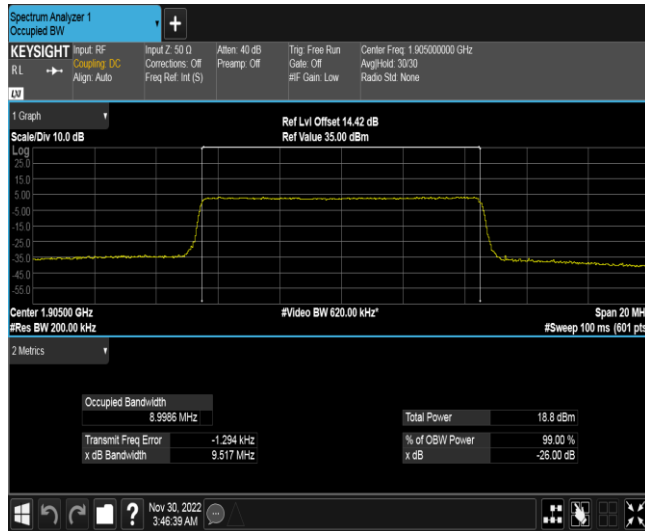 Spectrum Analyzer 1
Occupied BW
+
KEYSIGHT
RL
LXI
Input: RF
Coupling: DC
Align: Auto
Input Z: 50 Ω
Corrections: Off
Freq Ref: Int (S)
Atten: 40 dB
Preamp: Off
Trig: Free Run
Gate: Off
#IF Gain: Low
Center Freq: 1.905000000 GHz
Avg|Hold: 30/30
Radio Std: None
1 Graph
Scale/Div 10.0 dB
Ref Lvl Offset 14.42 dB
Ref Value 35.00 dBm
Log
25.0
15.0
5.00
-5.00
-15.0
-25.0
-35.0
-45.0
-55.0
Center 1.90500 GHz
#Res BW 200.00 kHz
#Video BW 620.00 kHz*
Span 20 MH
#Sweep 100 ms (601 pts
2 Metrics
Occupied Bandwidth
8.9986 MHz
Transmit Freq Error -1.294 kHz
x dB Bandwidth 9.517 MHz
Total Power 18.8 dBm
% of OBW Power 99.00 %
x dB -26.00 dB
?
Nov 30, 2022
3:46:39 AM